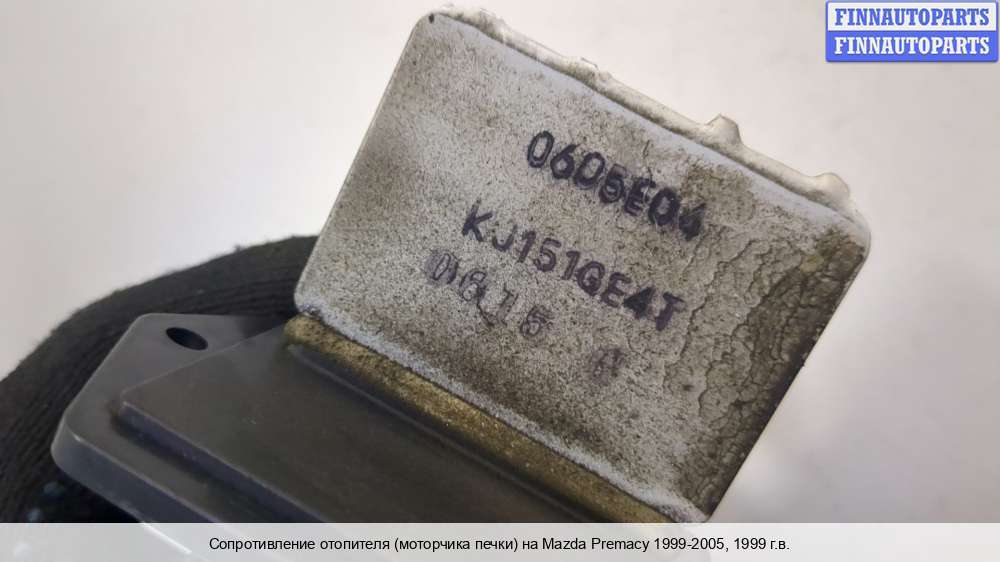 FINNAUTOPARTS
FINNAUTOPARTS
0605E04
KJ151GE4T
Сопротивление отопителя (моторчика печки) на Mazda Premacy 1999-2005, 1999 г.в.